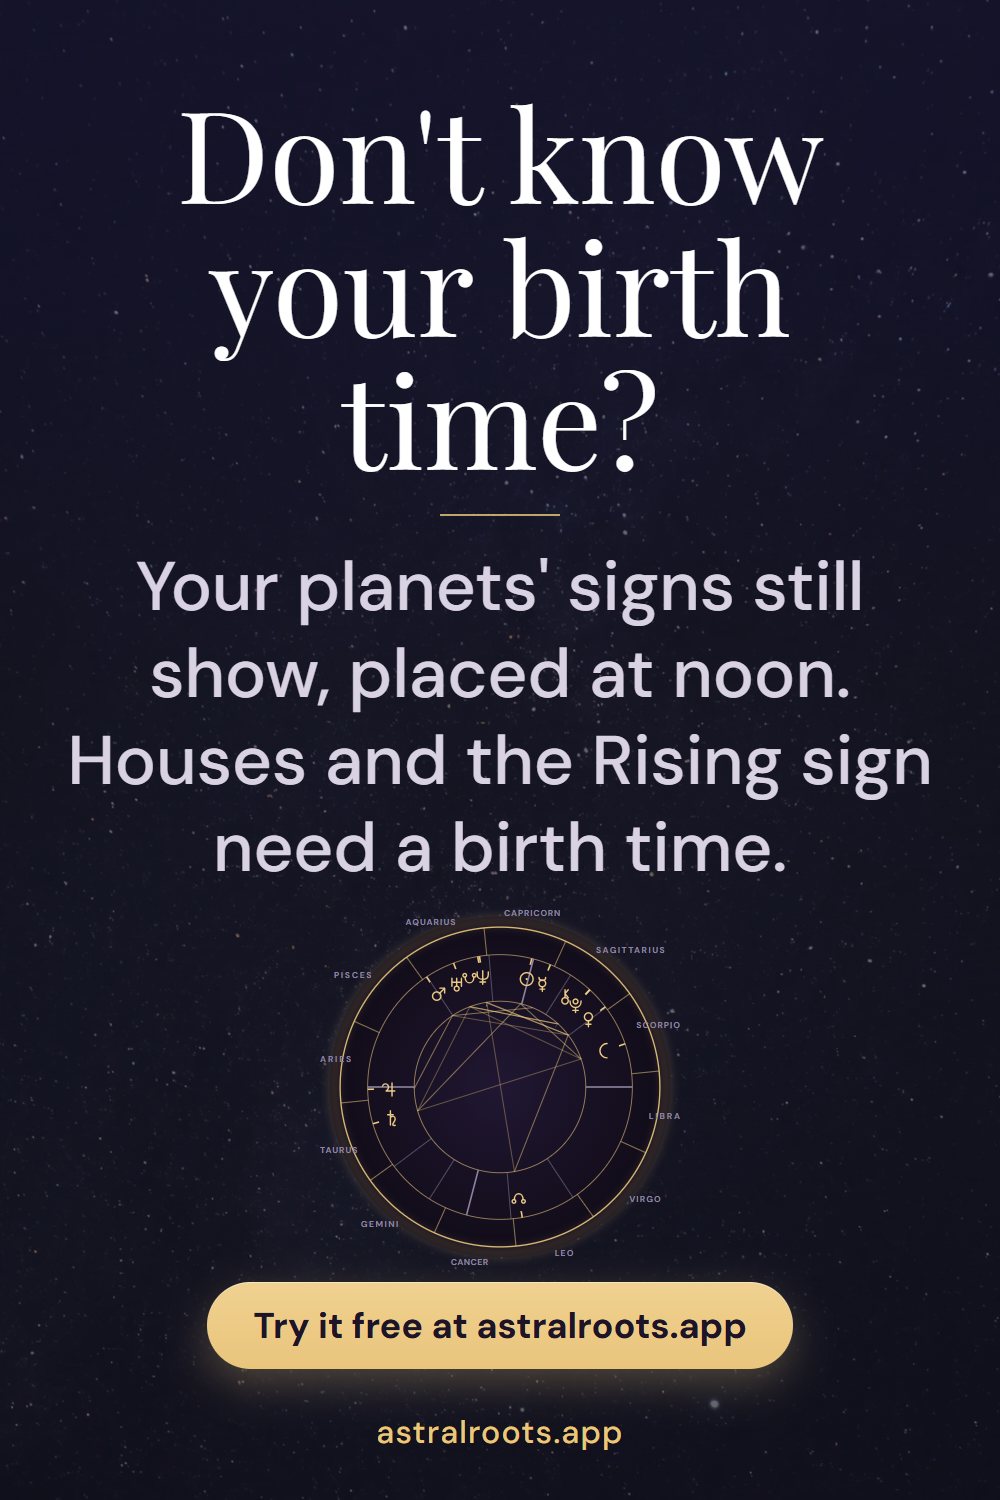 Don't know
your birth
time?
Your planets' signs still
show, placed at noon.
Houses and the Rising sign
need a birth time.
CAPRICORN
AQUARIUS
SAGITTARIUS
PISCES
SCORPIO
ARIES
LIBRA
TAURUS
VIRGO
GEMINI
LEO
CANCER
Try it free at astralroots.app
astralroots.app